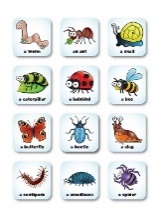 a worm
an ant
a snail
a caterpillar
a ladybird
a bee
a butterfly
a beetle
a slug
a centipede
a woodlouse
a spider